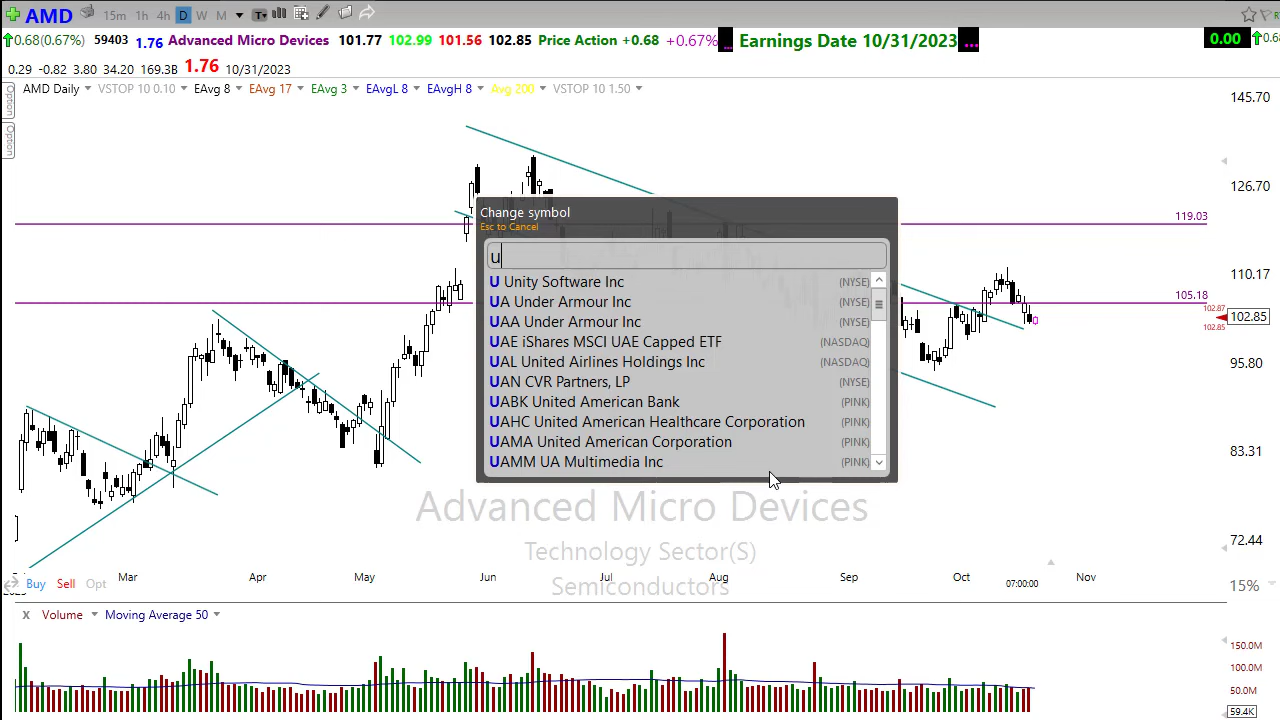 AMD 15m 1h 4h D W M
0.68(0.67%) 59403 1.76 Advanced Micro Devices 101.77 102.99 101.56 102.85 Price Action +0.68 +0.67% ... Earnings Date 10/31/2023 ... 0.00 0.68
0.29 -0.82 3.80 34.20 169.3B 1.76 10/31/2023
Option
Option
AMD Daily VSTOP 10 0.10 EAvg 8 EAvg 17 EAvg 3 EAvgL 8 EAvgH 8 Avg 200 VSTOP 10 1.50
145.70
126.70
119.03
110.17
105.18
102.87
102.85
102.85
95.80
83.31
72.44
Change symbol
Esc to Cancel
u
U Unity Software Inc (NYSE)
UA Under Armour Inc (NYSE)
UAA Under Armour Inc (NYSE)
UAE iShares MSCI UAE Capped ETF (NASDAQ)
UAL United Airlines Holdings Inc (NASDAQ)
UAN CVR Partners, LP (NYSE)
UABK United American Bank (PINK)
UAHC United American Healthcare Corporation (PINK)
UAMA United American Corporation (PINK)
UAMM UA Multimedia Inc (PINK)
Advanced Micro Devices
Technology Sector(S)
Semiconductors
Mar Apr May Jun Jul Aug Sep Oct Nov
07:00:00
Buy Sell Opt
15%
X Volume Moving Average 50
150.0M
100.0M
50.0M
59.4K